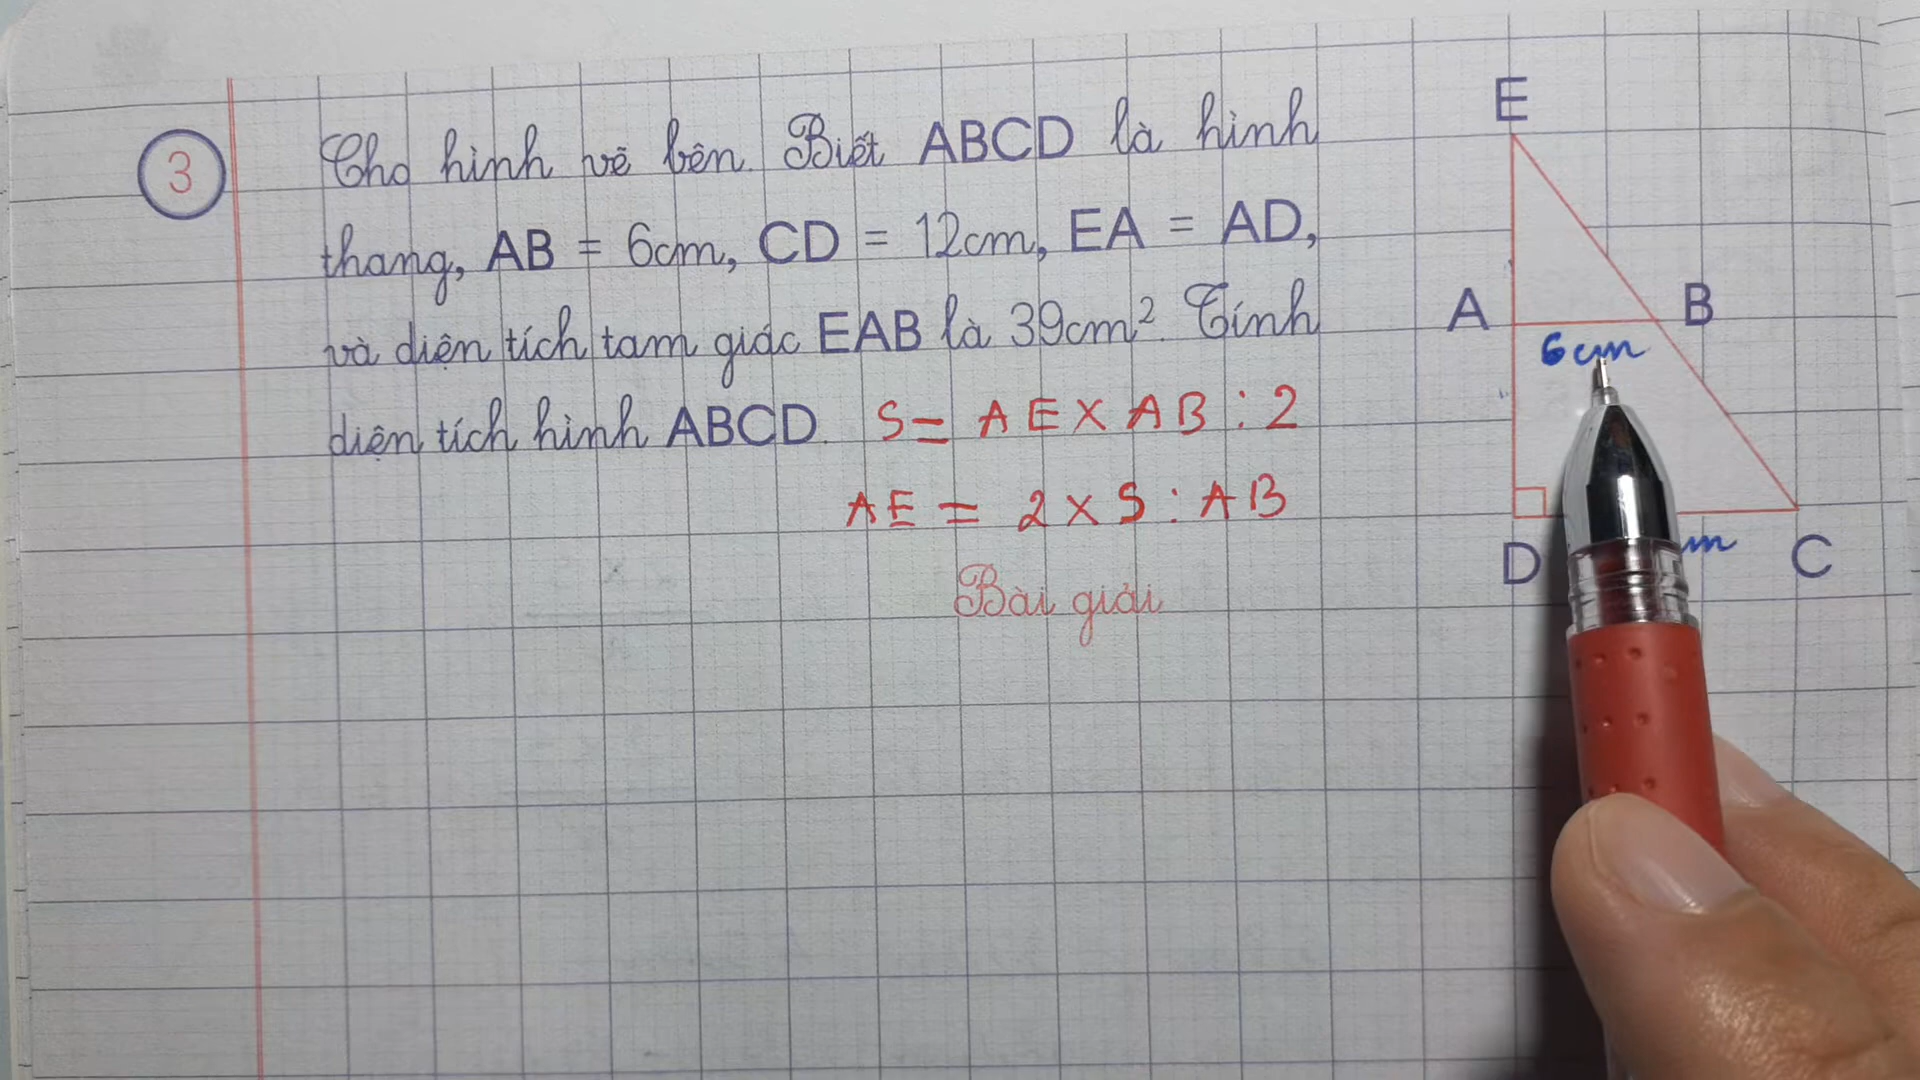 3
Cho hình vẽ bên. Biết ABCD là hình
thang, AB = 6cm, CD = 12cm, EA = AD,
và diện tích tam giác EAB là 39cm². Tính
diện tích hình ABCD.
S = AE X AB : 2
AE = 2 X S : AB
Bài giải
E
A
B
6cm
D
m
C